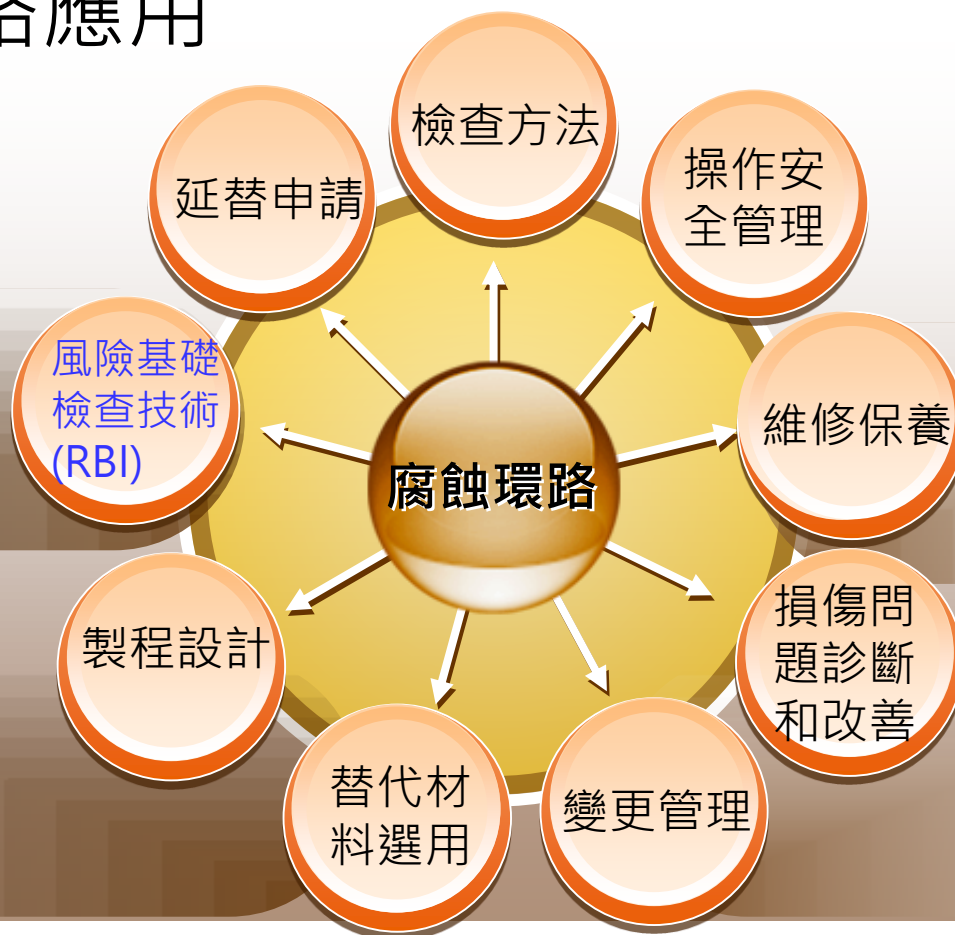 路應用
檢查方法
操作安
全管理
延替申請
風險基礎
檢查技術
(RBI)
維修保養
腐蝕環路
損傷問
題診斷
和改善
製程設計
替代材
料選用
變更管理